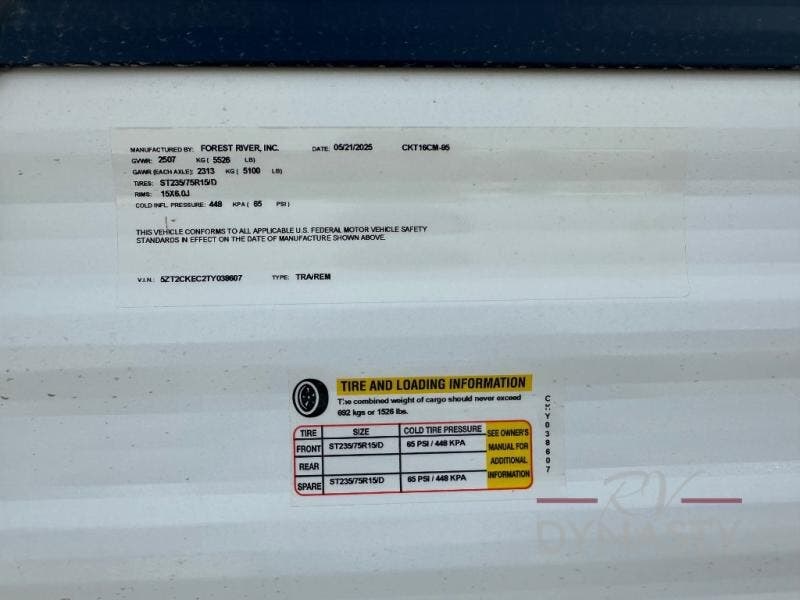 MANUFACTURED BY: FOREST RIVER, INC. DATE: 05/21/2025 CKT16CM-95
GVWR: 2507 KG ( 5526 LB)
GAWR (EACH AXLE): 2313 KG ( 5100 LB)
TIRES: ST235/75R15/D
RIMS: 15X6.0J
COLD INFL. PRESSURE: 448 KPA ( 65 PSI)
THIS VEHICLE CONFORMS TO ALL APPLICABLE U.S. FEDERAL MOTOR VEHICLE SAFETY
STANDARDS IN EFFECT ON THE DATE OF MANUFACTURE SHOWN ABOVE.
V.I.N.: 5ZT2CKEC2TY038607 TYPE: TRA/REM
TIRE AND LOADING INFORMATION
The combined weight of cargo should never exceed
692 kgs or 1526 lbs.
TIRE SIZE COLD TIRE PRESSURE SEE OWNER'S
FRONT ST235/75R15/D 65 PSI / 448 KPA MANUAL FOR
REAR ADDITIONAL
SPARE ST235/75R15/D 65 PSI / 448 KPA INFORMATION
RV
DYNASTY